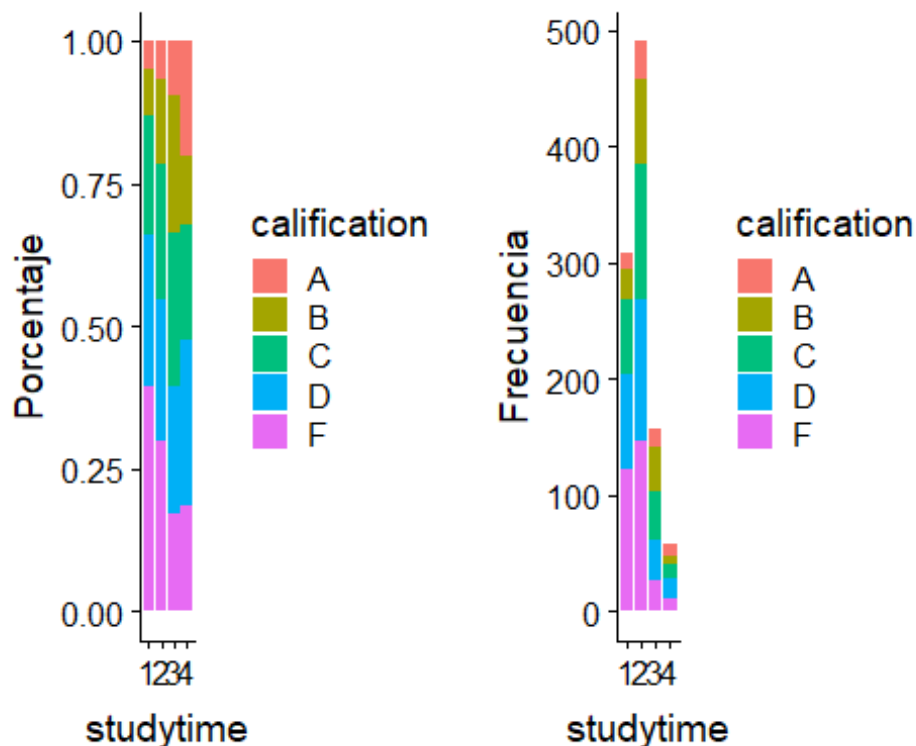 Porcentaje
1.00
0.75
0.50
0.25
0.00
1234
studytime
calification
A
B
C
D
F
Frecuencia
500
400
300
200
100
0
1234
studytime
calification
A
B
C
D
F